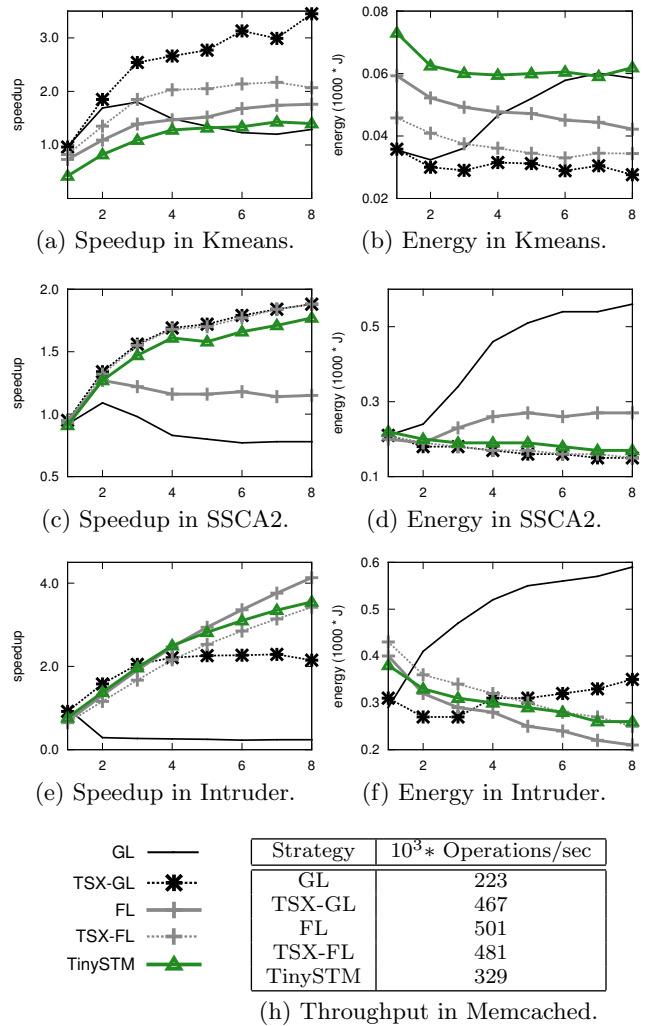 speedup
3.0
2.0
1.0
2 4 6 8
(a) Speedup in Kmeans.
energy (1000 * J)
0.08
0.06
0.04
0.02
2 4 6 8
(b) Energy in Kmeans.
speedup
2.0
1.5
1.0
0.5
2 4 6 8
(c) Speedup in SSCA2.
energy (1000 * J)
0.5
0.3
0.1
2 4 6 8
(d) Energy in SSCA2.
speedup
4.0
2.0
0.0
2 4 6 8
(e) Speedup in Intruder.
energy (1000 * J)
0.6
0.5
0.4
0.3
0.2
2 4 6 8
(f) Energy in Intruder.
GL
TSX-GL
FL
TSX-FL
TinySTM
Strategy 10³* Operations/sec
GL 223
TSX-GL 467
FL 501
TSX-FL 481
TinySTM 329
(h) Throughput in Memcached.